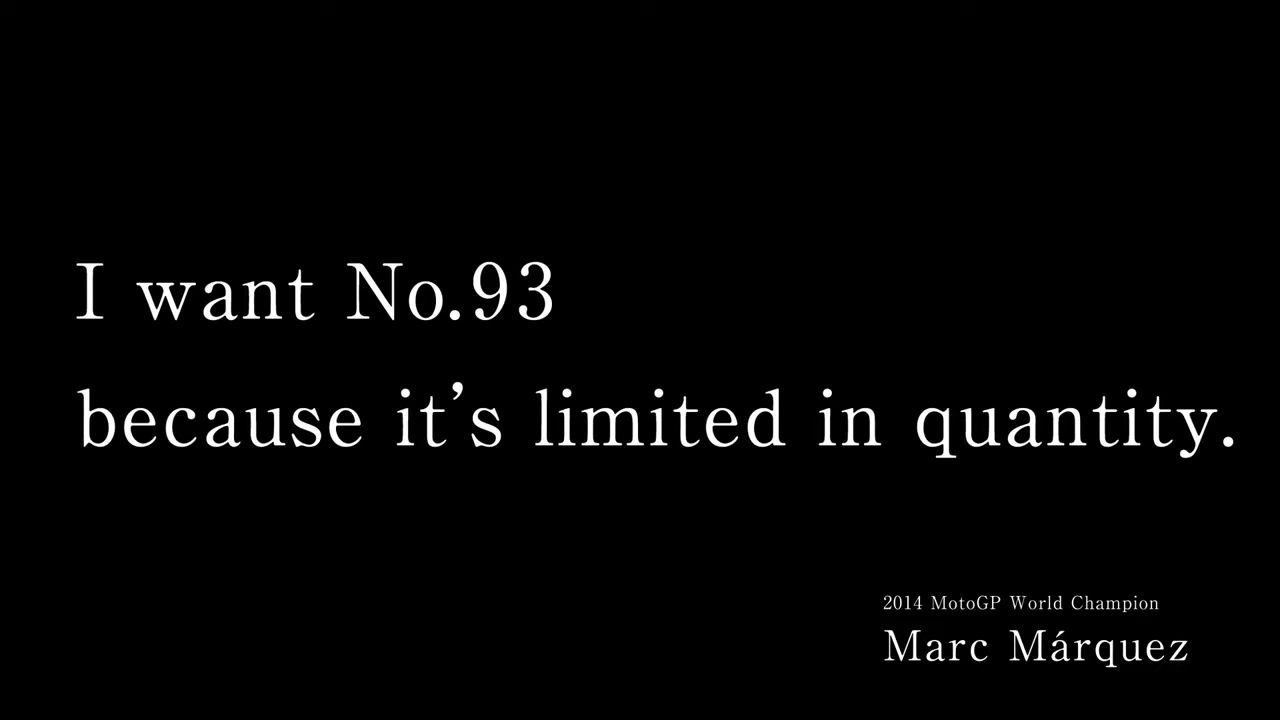 I want No.93
because it’s limited in quantity.
2014 MotoGP World Champion
Marc Márquez